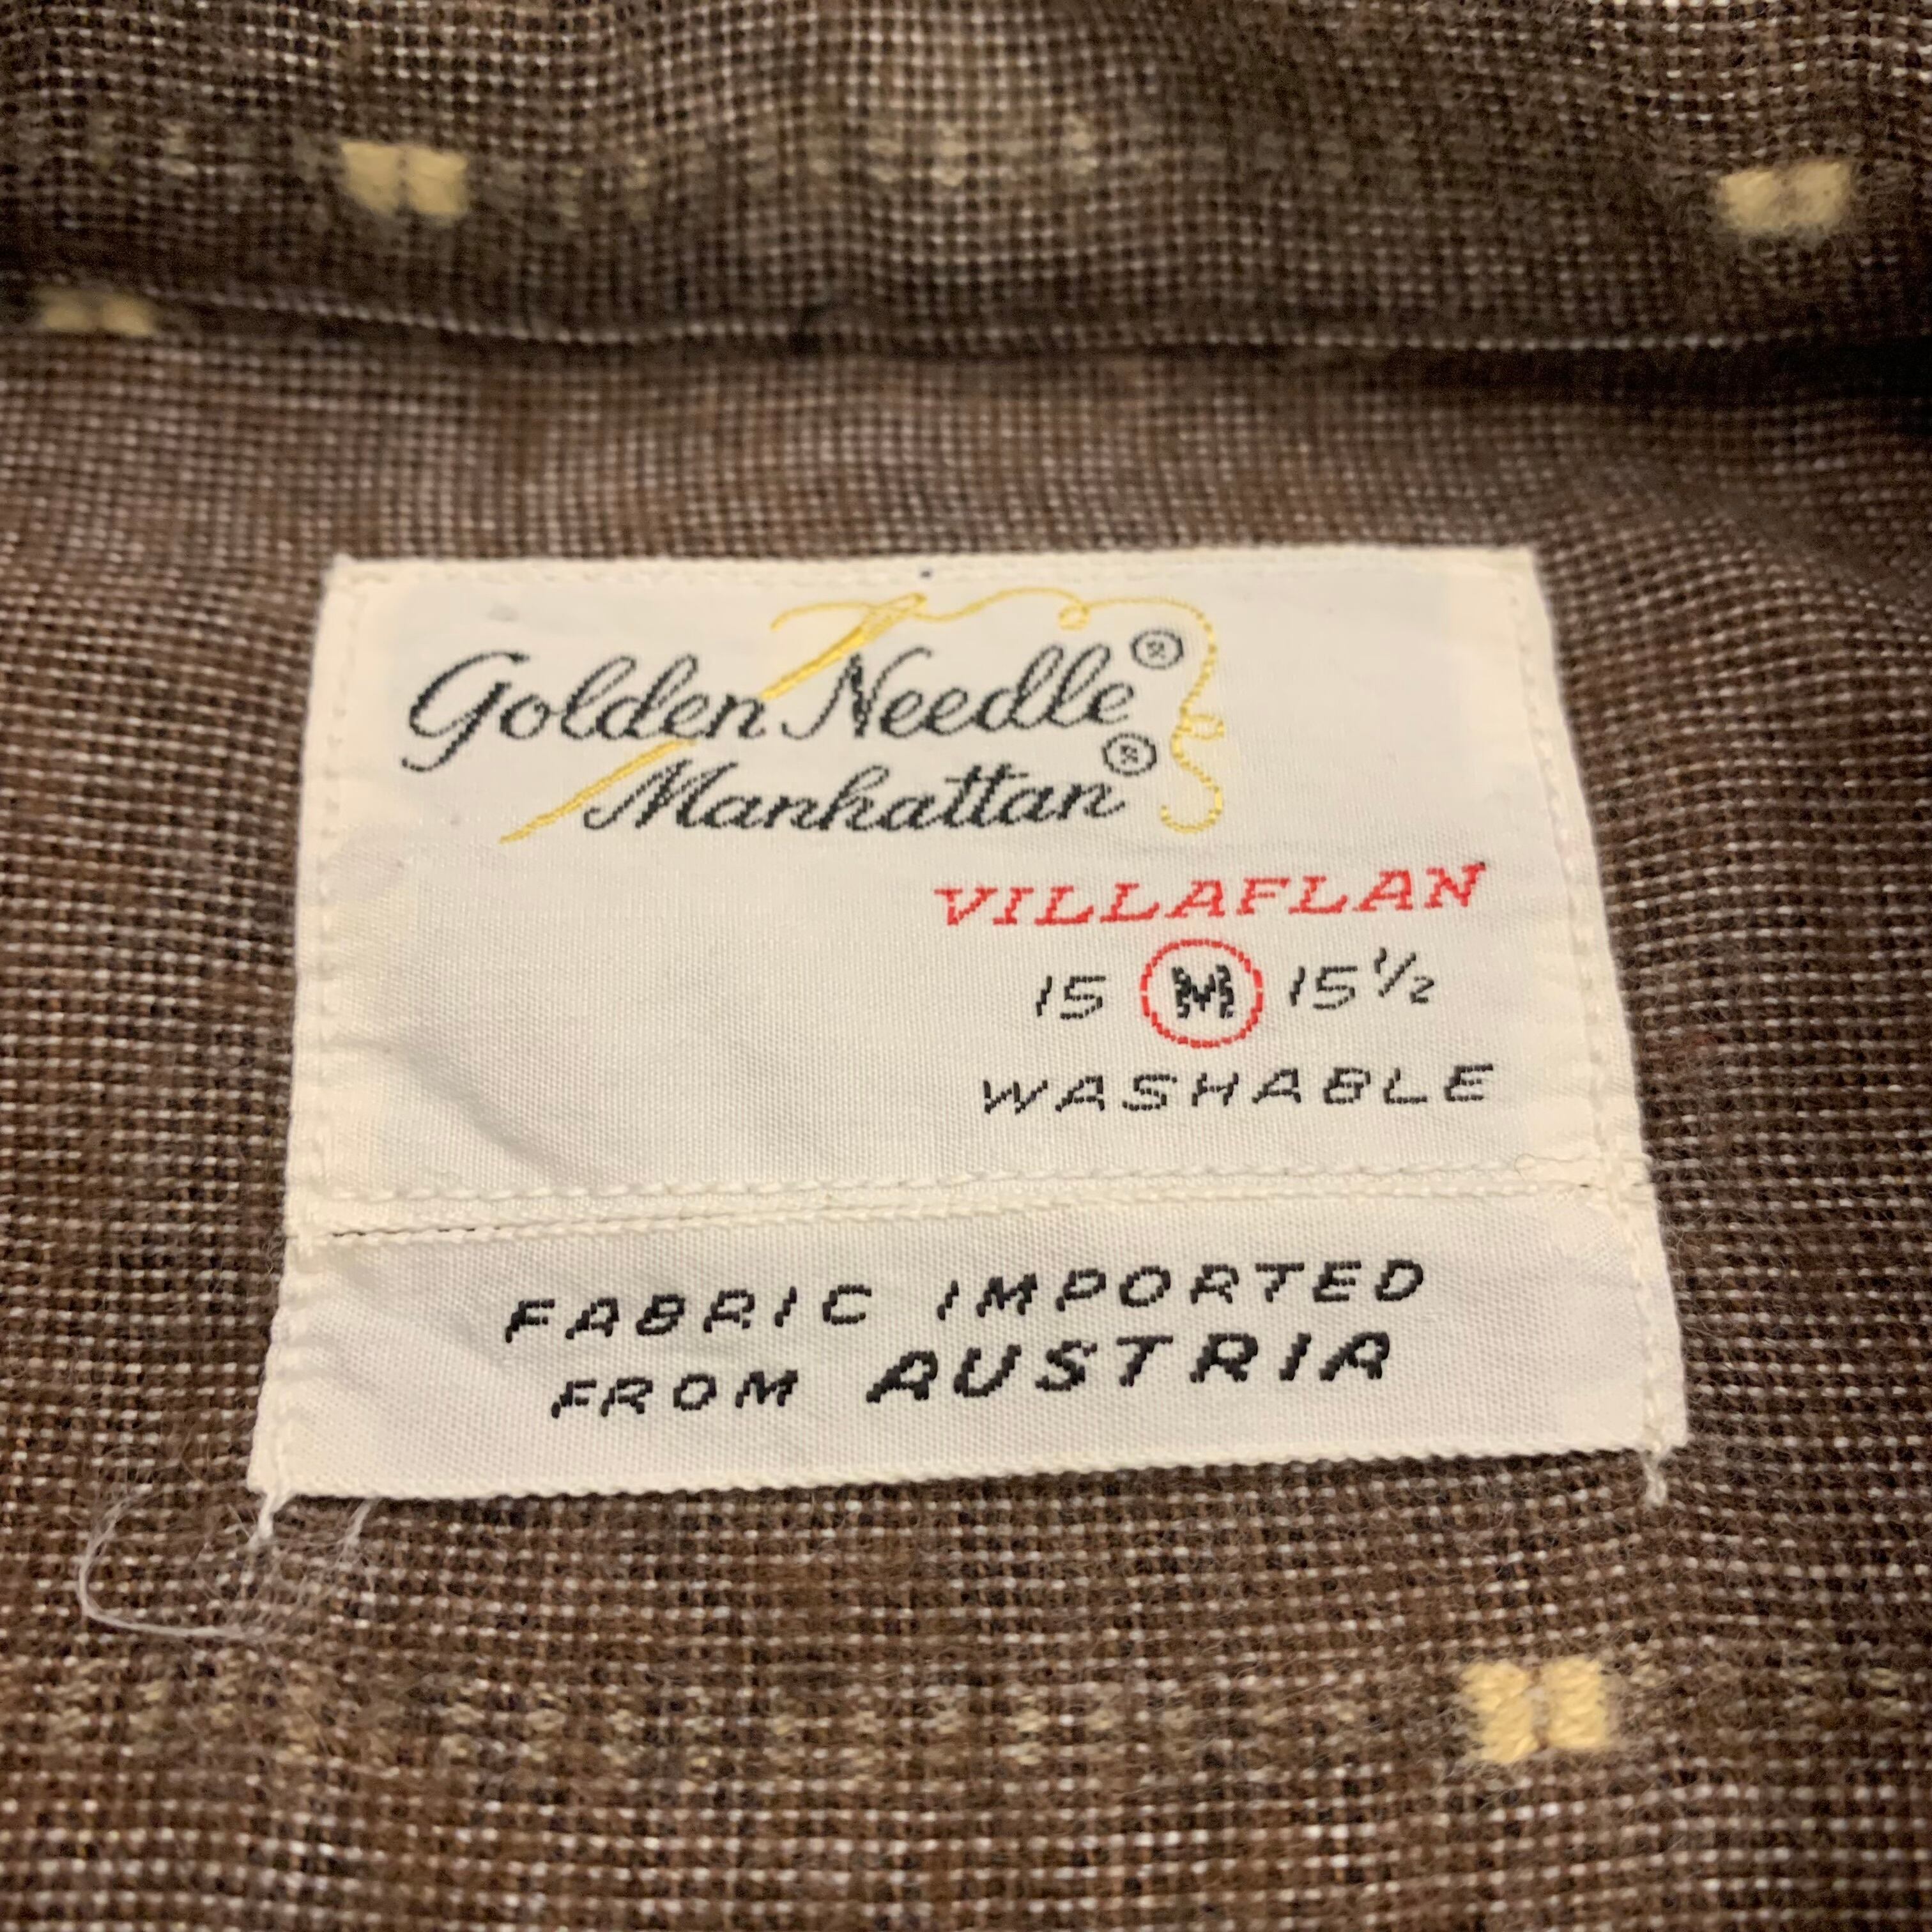 Golden Needle®
Manhattan®
VILLAFLAN
15 M 15½
WASHABLE
FABRIC IMPORTED
FROM AUSTRIA